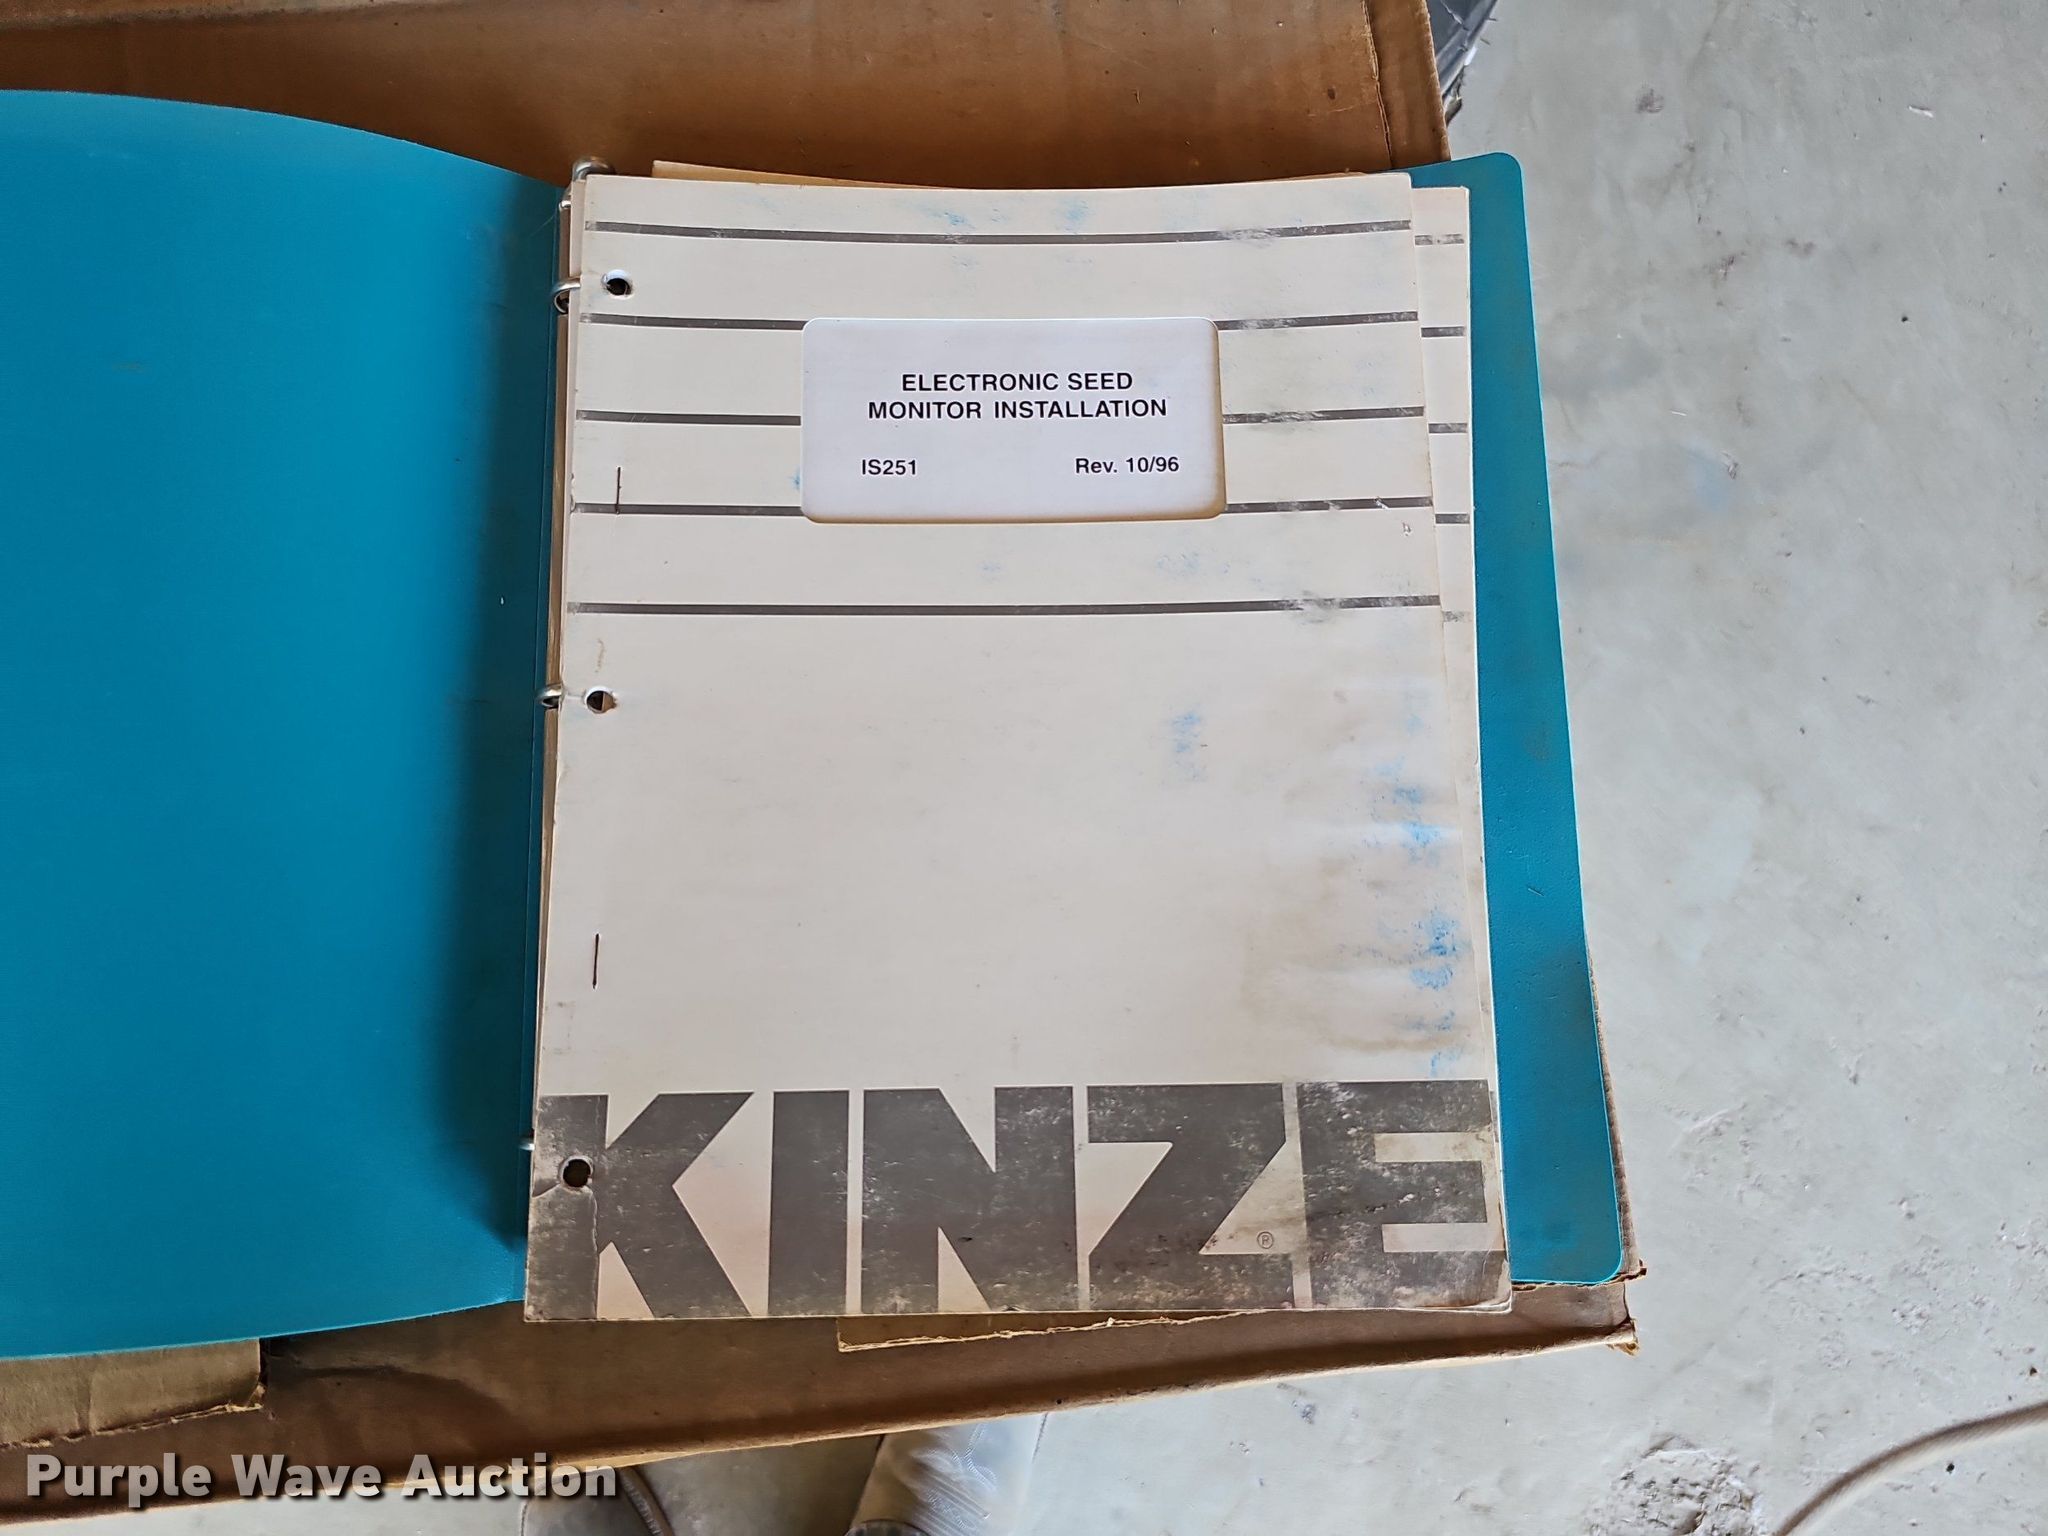 ELECTRONIC SEED
MONITOR INSTALLATION
IS251 Rev. 10/96
KINZE®
Purple Wave Auction